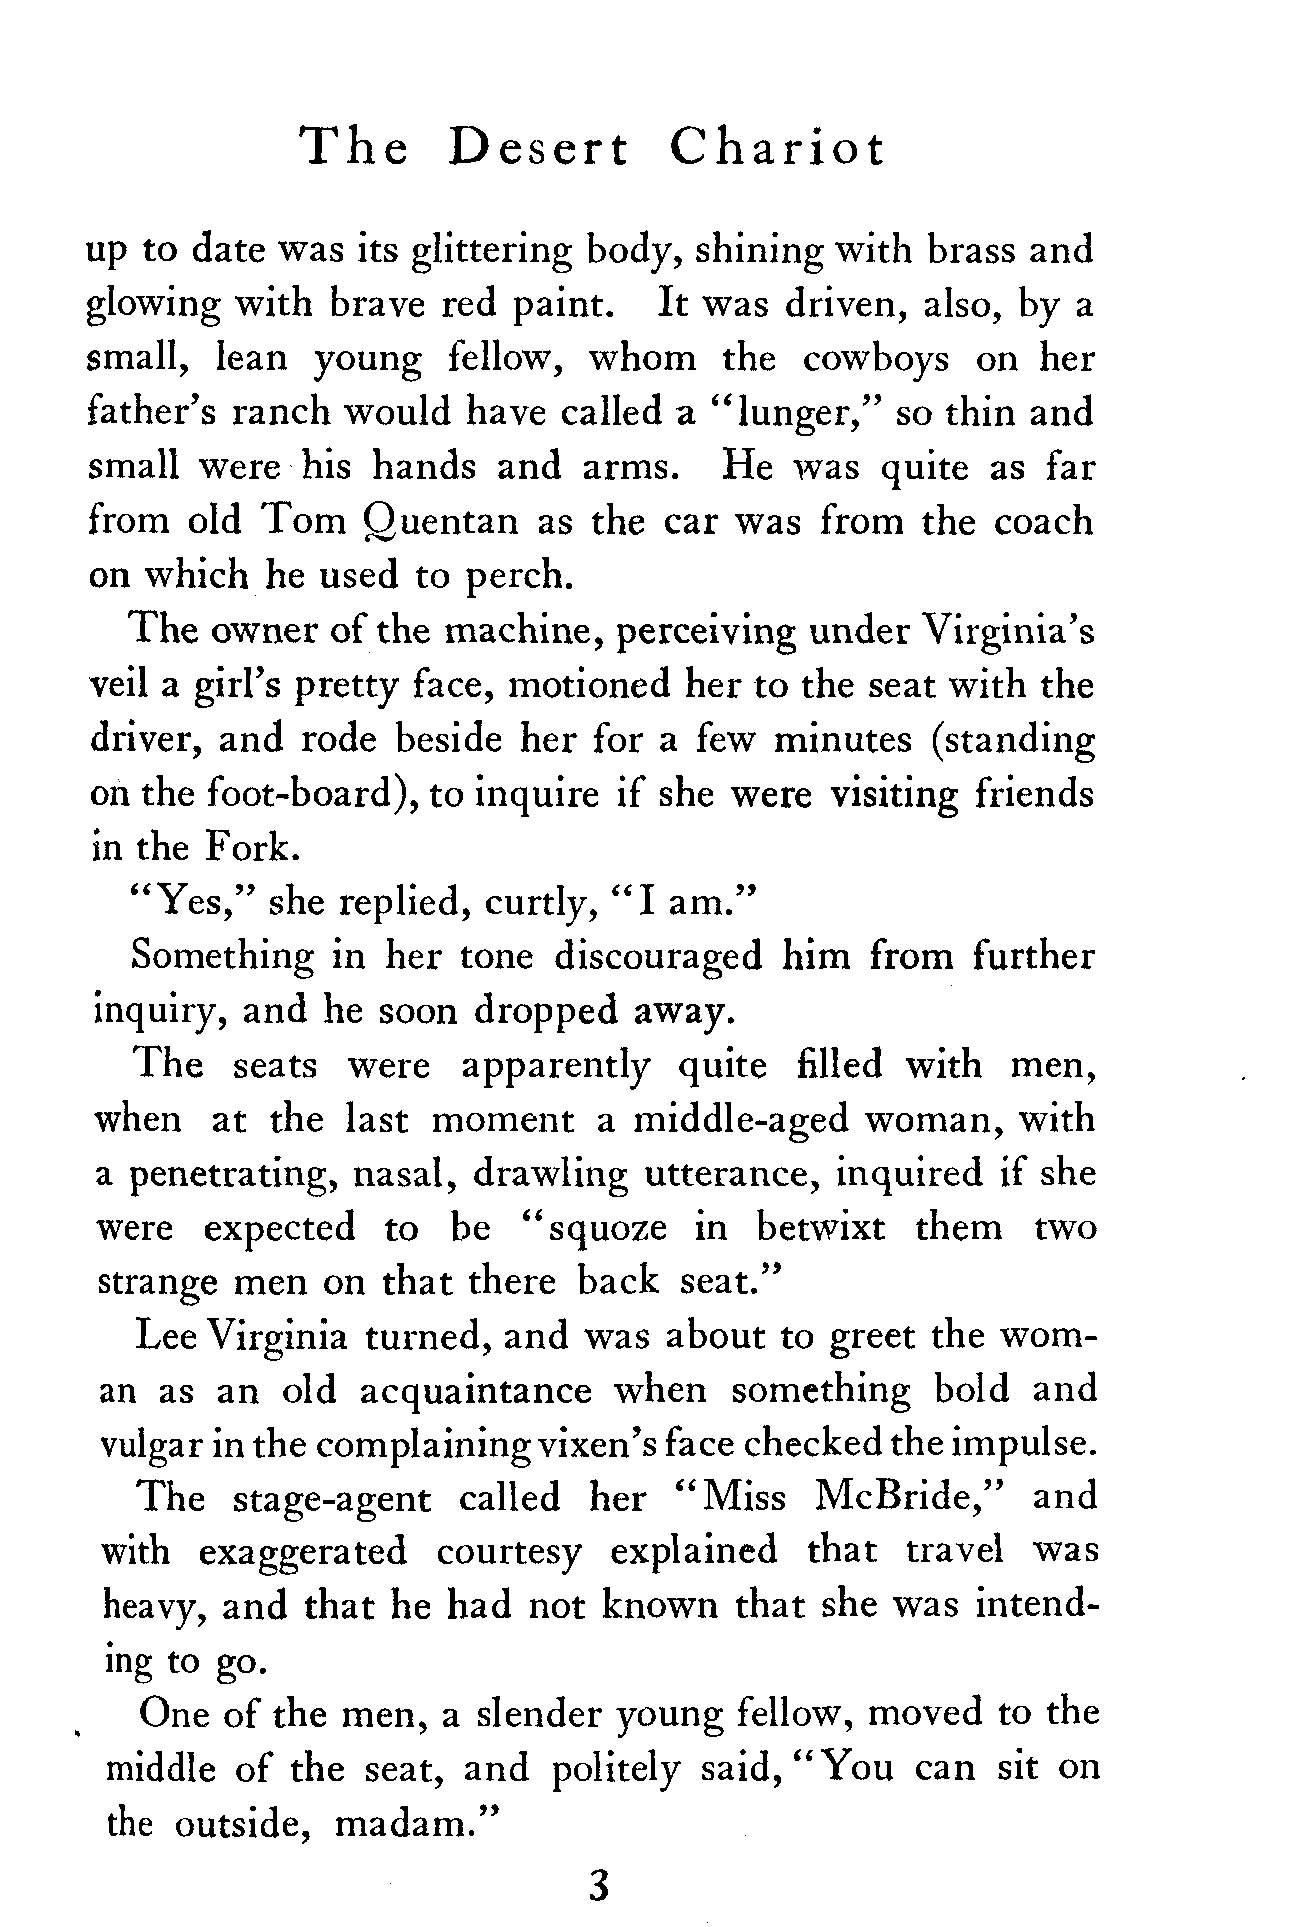 The Desert Chariot
up to date was its glittering body, shining with brass and
glowing with brave red paint. It was driven, also, by a
small, lean young fellow, whom the cowboys on her
father's ranch would have called a "lunger," so thin and
small were his hands and arms. He was quite as far
from old Tom Quentan as the car was from the coach
on which he used to perch.
The owner of the machine, perceiving under Virginia's
veil a girl's pretty face, motioned her to the seat with the
driver, and rode beside her for a few minutes (standing
on the foot-board), to inquire if she were visiting friends
in the Fork.
"Yes," she replied, curtly, "I am."
Something in her tone discouraged him from further
inquiry, and he soon dropped away.
The seats were apparently quite filled with men,
when at the last moment a middle-aged woman, with
a penetrating, nasal, drawling utterance, inquired if she
were expected to be "squoze in betwixt them two
strange men on that there back seat."
Lee Virginia turned, and was about to greet the wom-
an as an old acquaintance when something bold and
vulgar in the complaining vixen's face checked the impulse.
The stage-agent called her "Miss McBride," and
with exaggerated courtesy explained that travel was
heavy, and that he had not known that she was intend-
ing to go.
One of the men, a slender young fellow, moved to the
middle of the seat, and politely said, "You can sit on
the outside, madam."
3